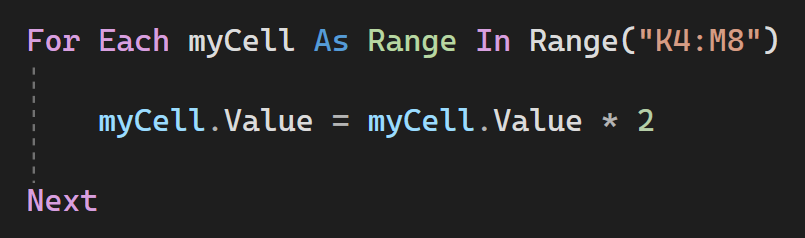 For Each myCell As Range In Range("K4:M8")
myCell.Value = myCell.Value * 2
Next